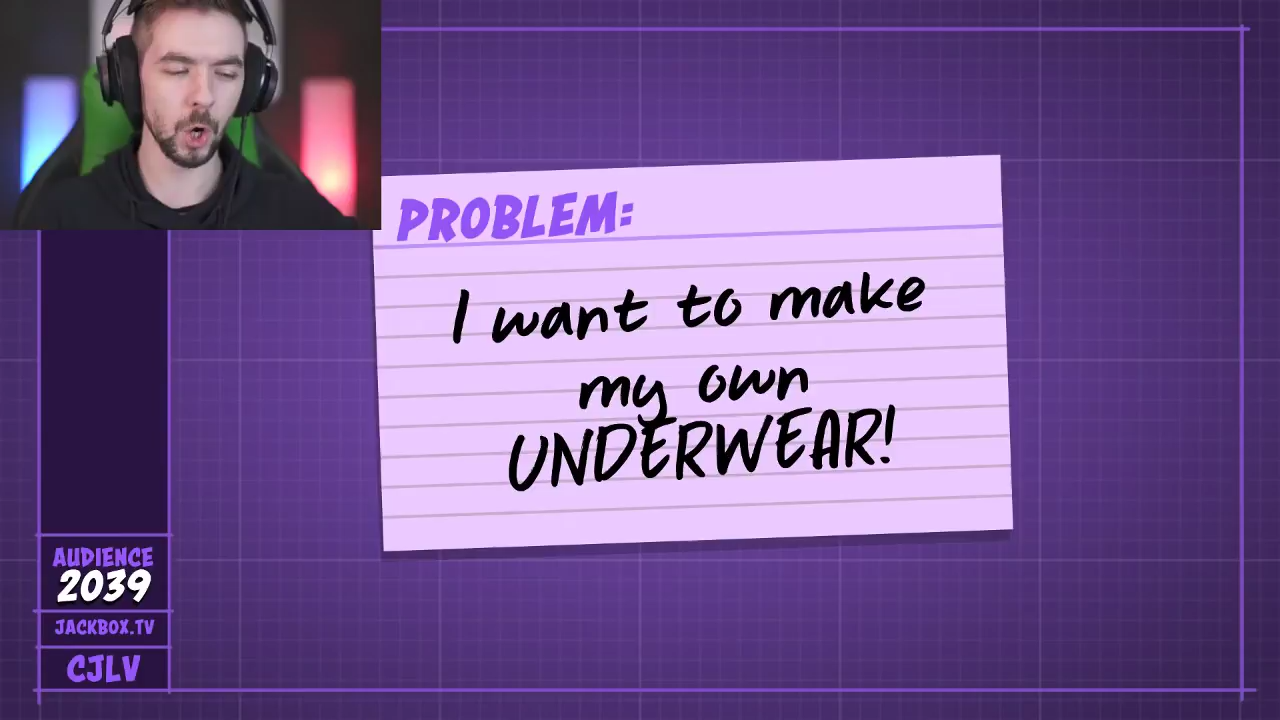 PROBLEM:
I want to make
my own
UNDERWEAR!
AUDIENCE
2039
JACKBOX.TV
CJLV